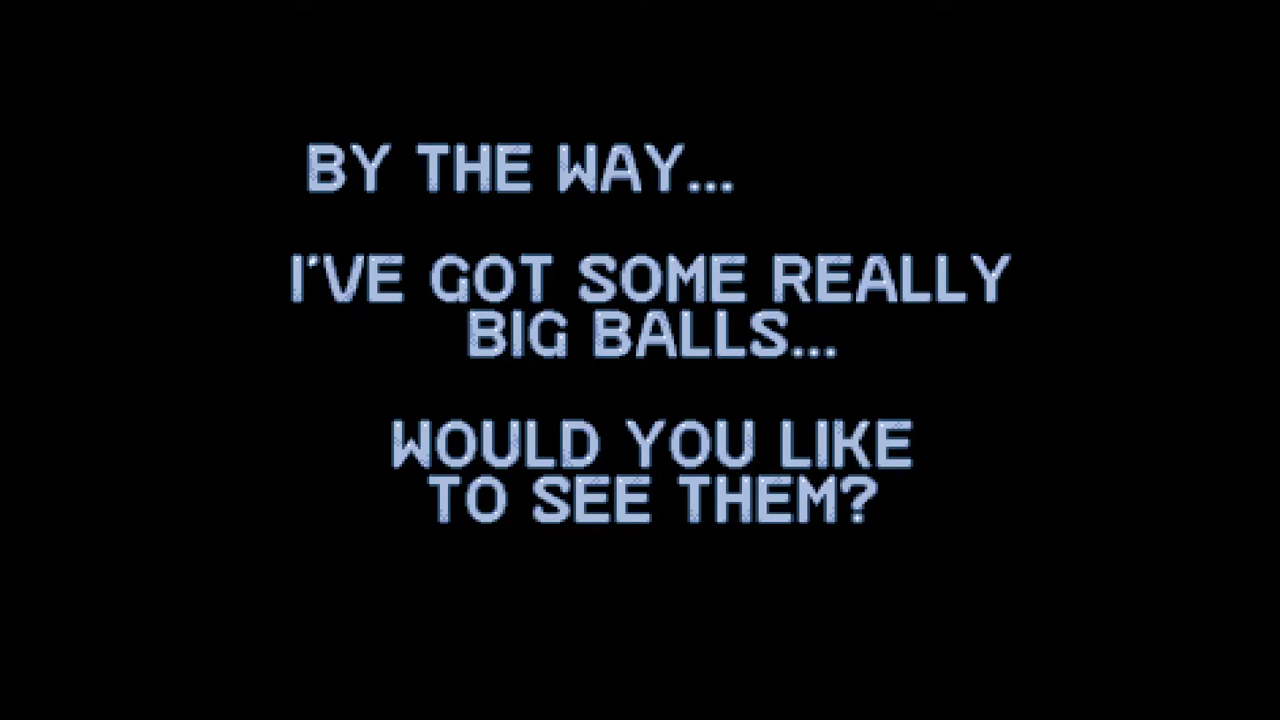 BY THE WAY...
I'VE GOT SOME REALLY
BIG BALLS...
WOULD YOU LIKE
TO SEE THEM?